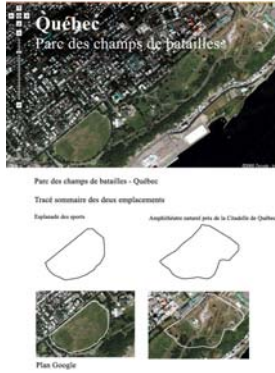 Québec
Parc des champs de batailles
Parc des champs de batailles - Québec
Tracé sommaire des deux emplacements
Esplanade des sports
Amphithéatre naturel près de la Citadelle de Québec
Plan Google